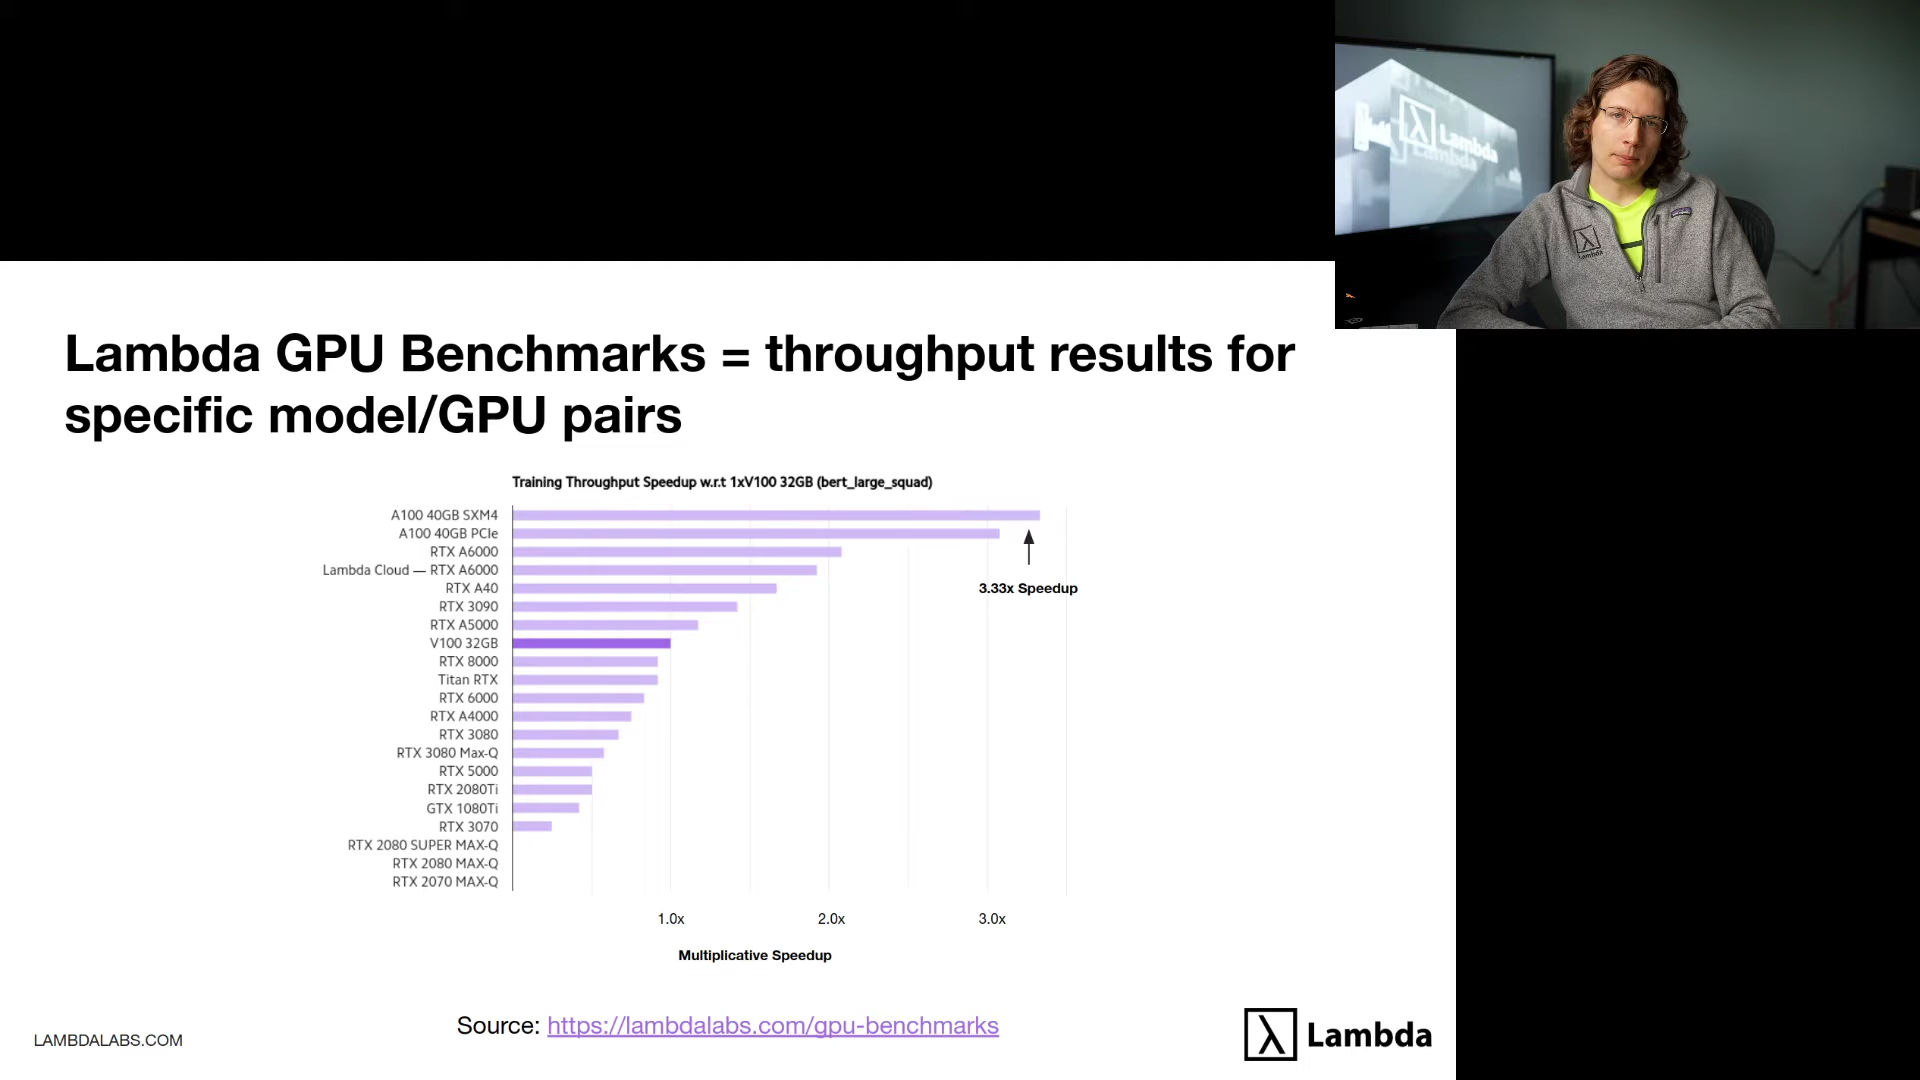 Lambda
Lambda
Lambda GPU Benchmarks = throughput results for
specific model/GPU pairs
Training Throughput Speedup w.r.t 1xV100 32GB (bert_large_squad)
A100 40GB SXM4
A100 40GB PCIe
RTX A6000
Lambda Cloud — RTX A6000
RTX A40
RTX 3090
RTX A5000
V100 32GB
RTX 8000
Titan RTX
RTX 6000
RTX A4000
RTX 3080
RTX 3080 Max-Q
RTX 5000
RTX 2080Ti
GTX 1080Ti
RTX 3070
RTX 2080 SUPER MAX-Q
RTX 2080 MAX-Q
RTX 2070 MAX-Q
3.33x Speedup
1.0x 2.0x 3.0x
Multiplicative Speedup
Source: https://lambdalabs.com/gpu-benchmarks
LAMBDALABS.COM
Lambda